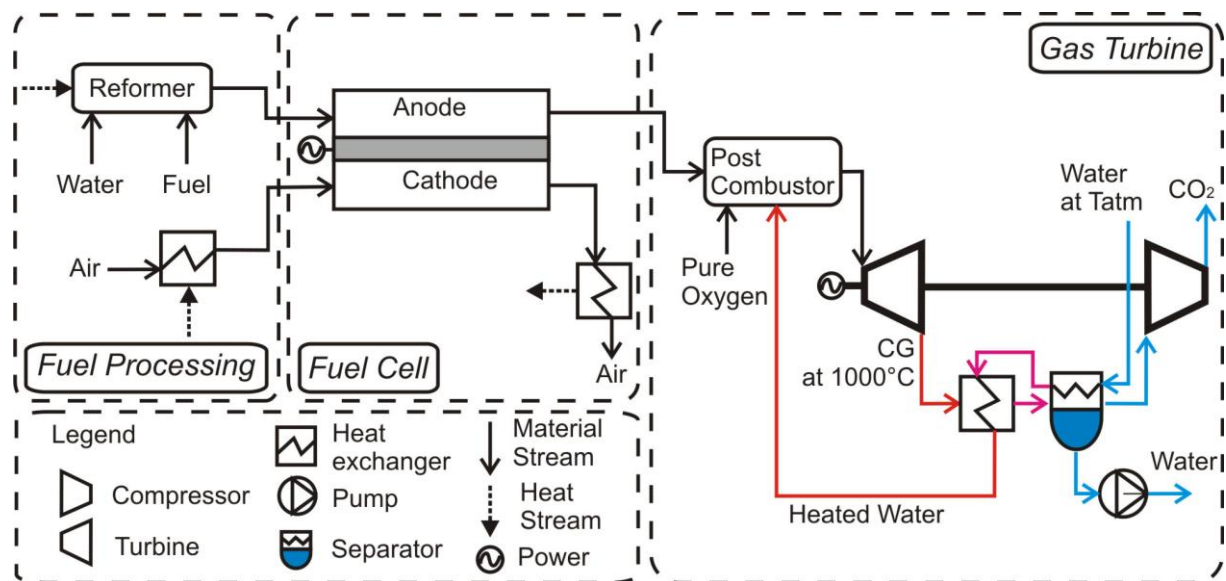 Gas Turbine
Reformer
Water
Fuel
Air
Fuel Processing
Anode
Cathode
Air
Fuel Cell
Post
Combustor
Pure
Oxygen
Water
at Tatm
CO₂
CG
at 1000°C
Heated Water
Water
Legend
Compressor
Turbine
Heat
exchanger
Pump
Separator
Material
Stream
Heat
Stream
Power